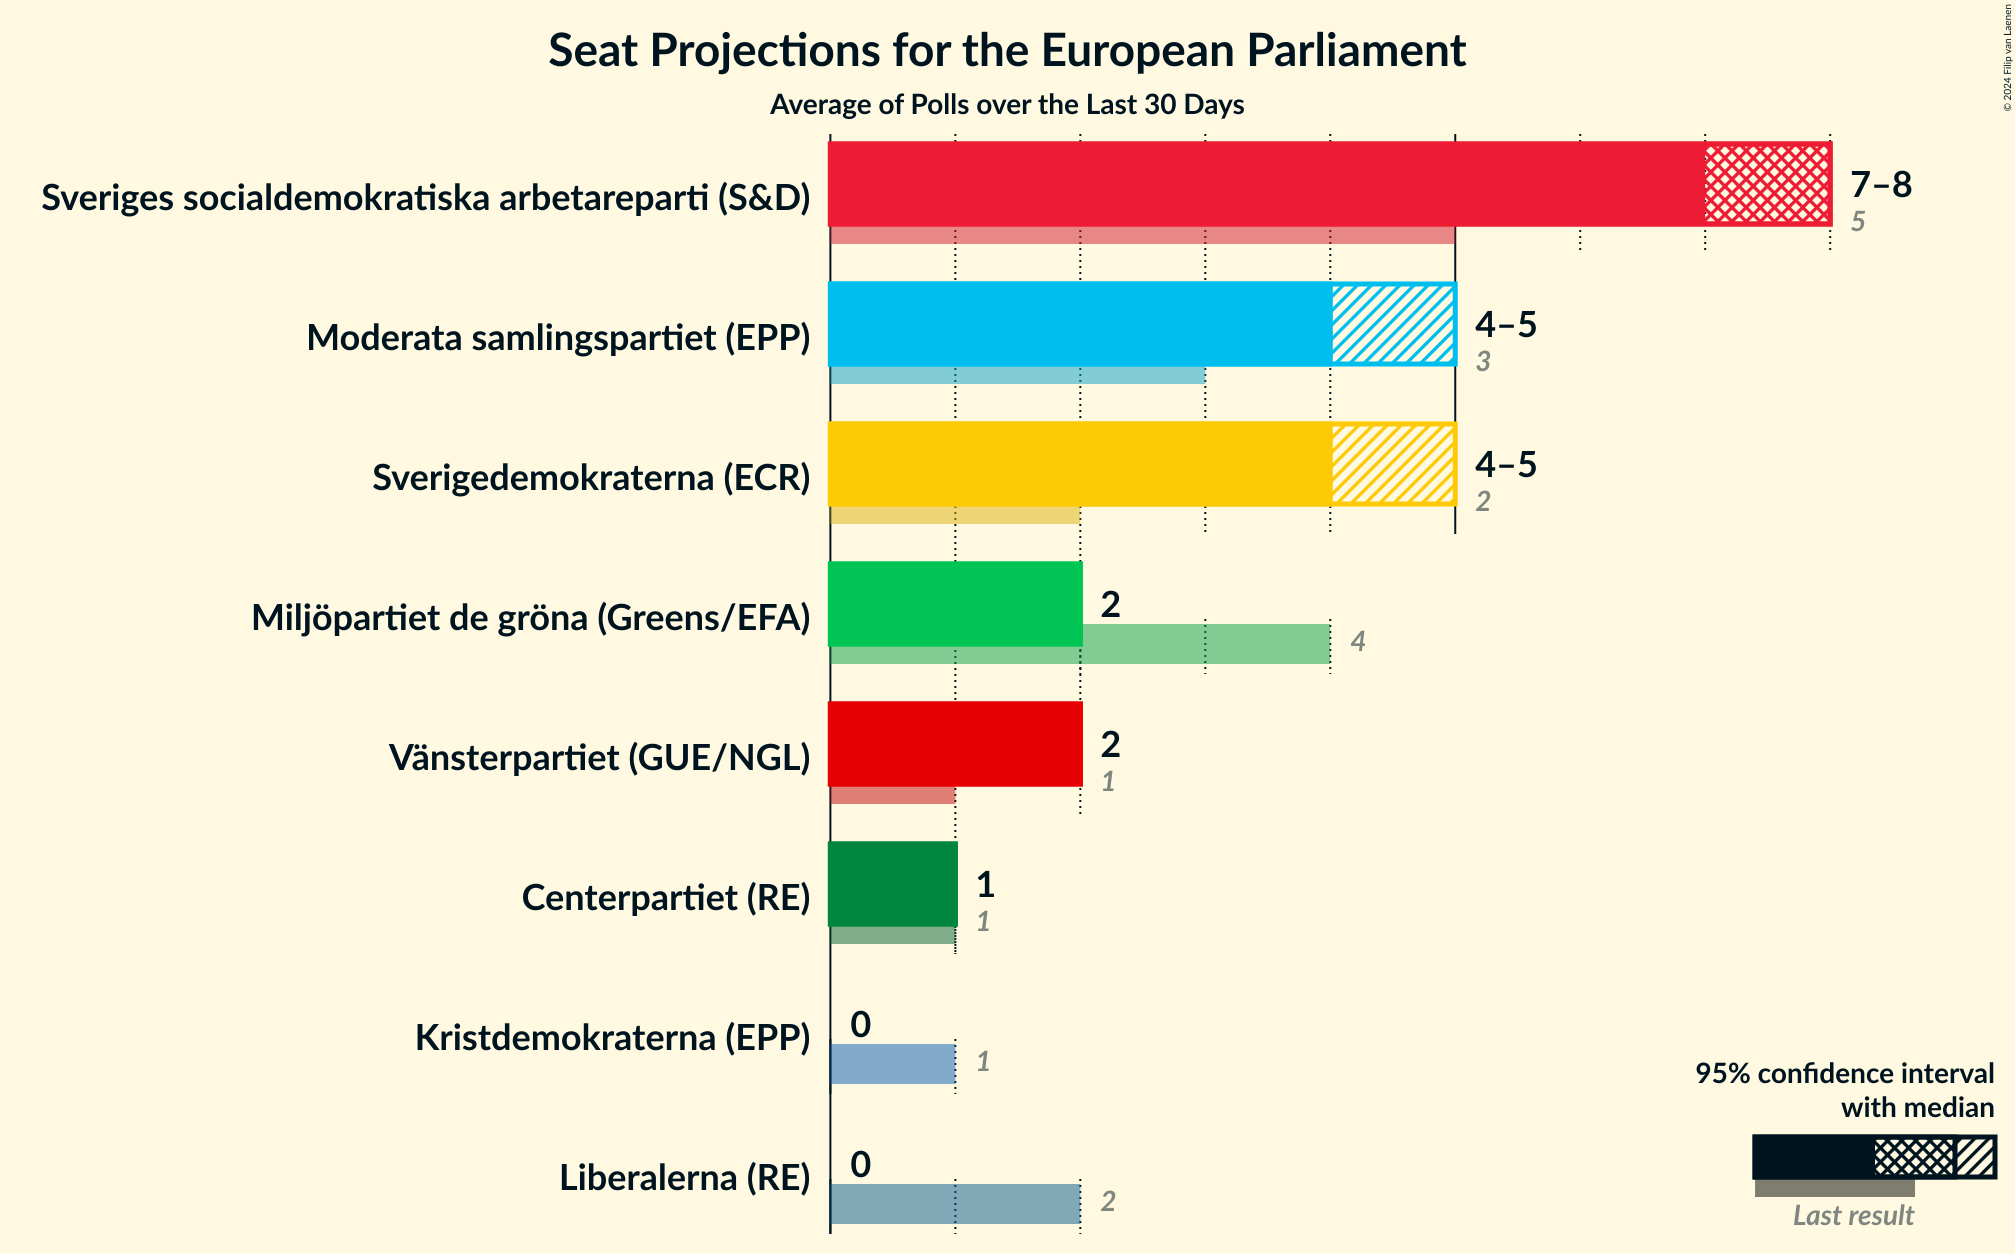 Seat Projections for the European Parliament
Average of Polls over the Last 30 Days
© 2024 Filip van Laenen
Sveriges socialdemokratiska arbetareparti (S&D)
7–8
5
Moderata samlingspartiet (EPP)
4–5
3
Sverigedemokraterna (ECR)
4–5
2
Miljöpartiet de gröna (Greens/EFA)
2
4
Vänsterpartiet (GUE/NGL)
2
1
Centerpartiet (RE)
1
1
Kristdemokraterna (EPP)
0
1
Liberalerna (RE)
0
2
95% confidence interval
with median
Last result